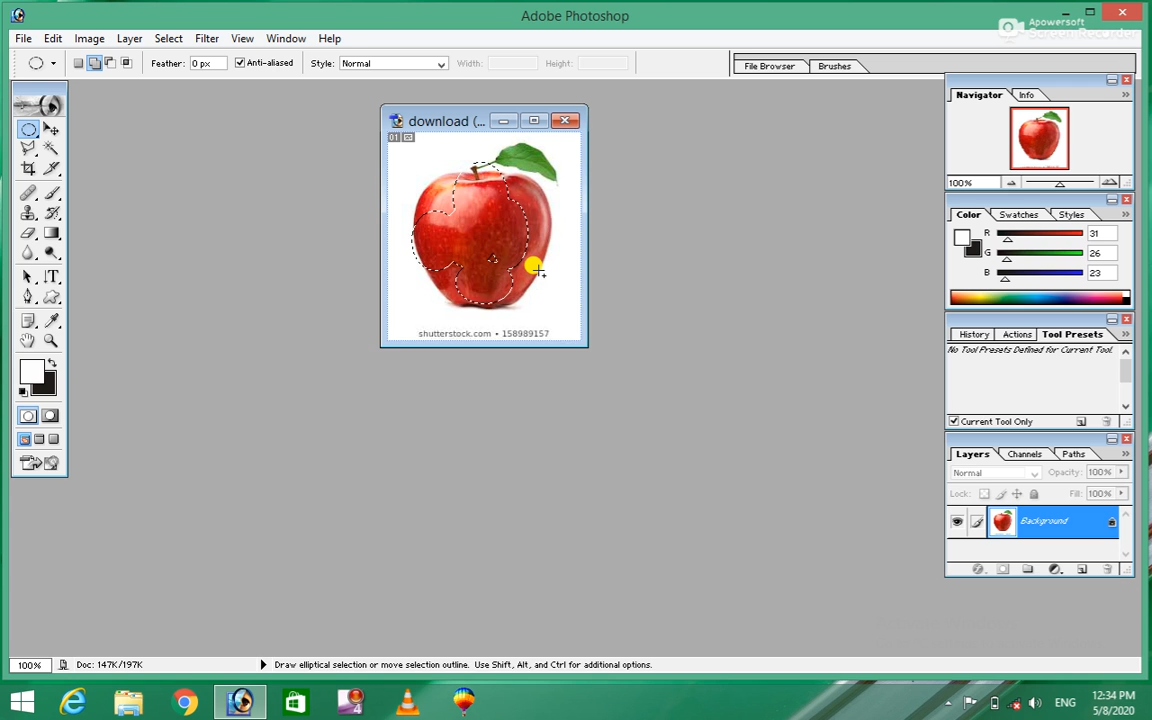 Adobe Photoshop
Apowersoft
Screen Recorder
File Edit Image Layer Select Filter View Window Help
Feather: 0 px Anti-aliased Style: Normal Width: Height: File Browser Brushes
download (...
01
shutterstock.com • 158989157
Navigator Info
100%
Color Swatches Styles
R 31
G 26
B 23
History Actions Tool Presets
No Tool Presets Defined for Current Tool.
Current Tool Only
Layers Channels Paths
Normal Opacity: 100%
Lock: Fill: 100%
Background
100% Doc: 147K/197K Draw elliptical selection or move selection outline. Use Shift, Alt, and Ctrl for additional options.
4
ENG
12:34 PM
5/8/2020